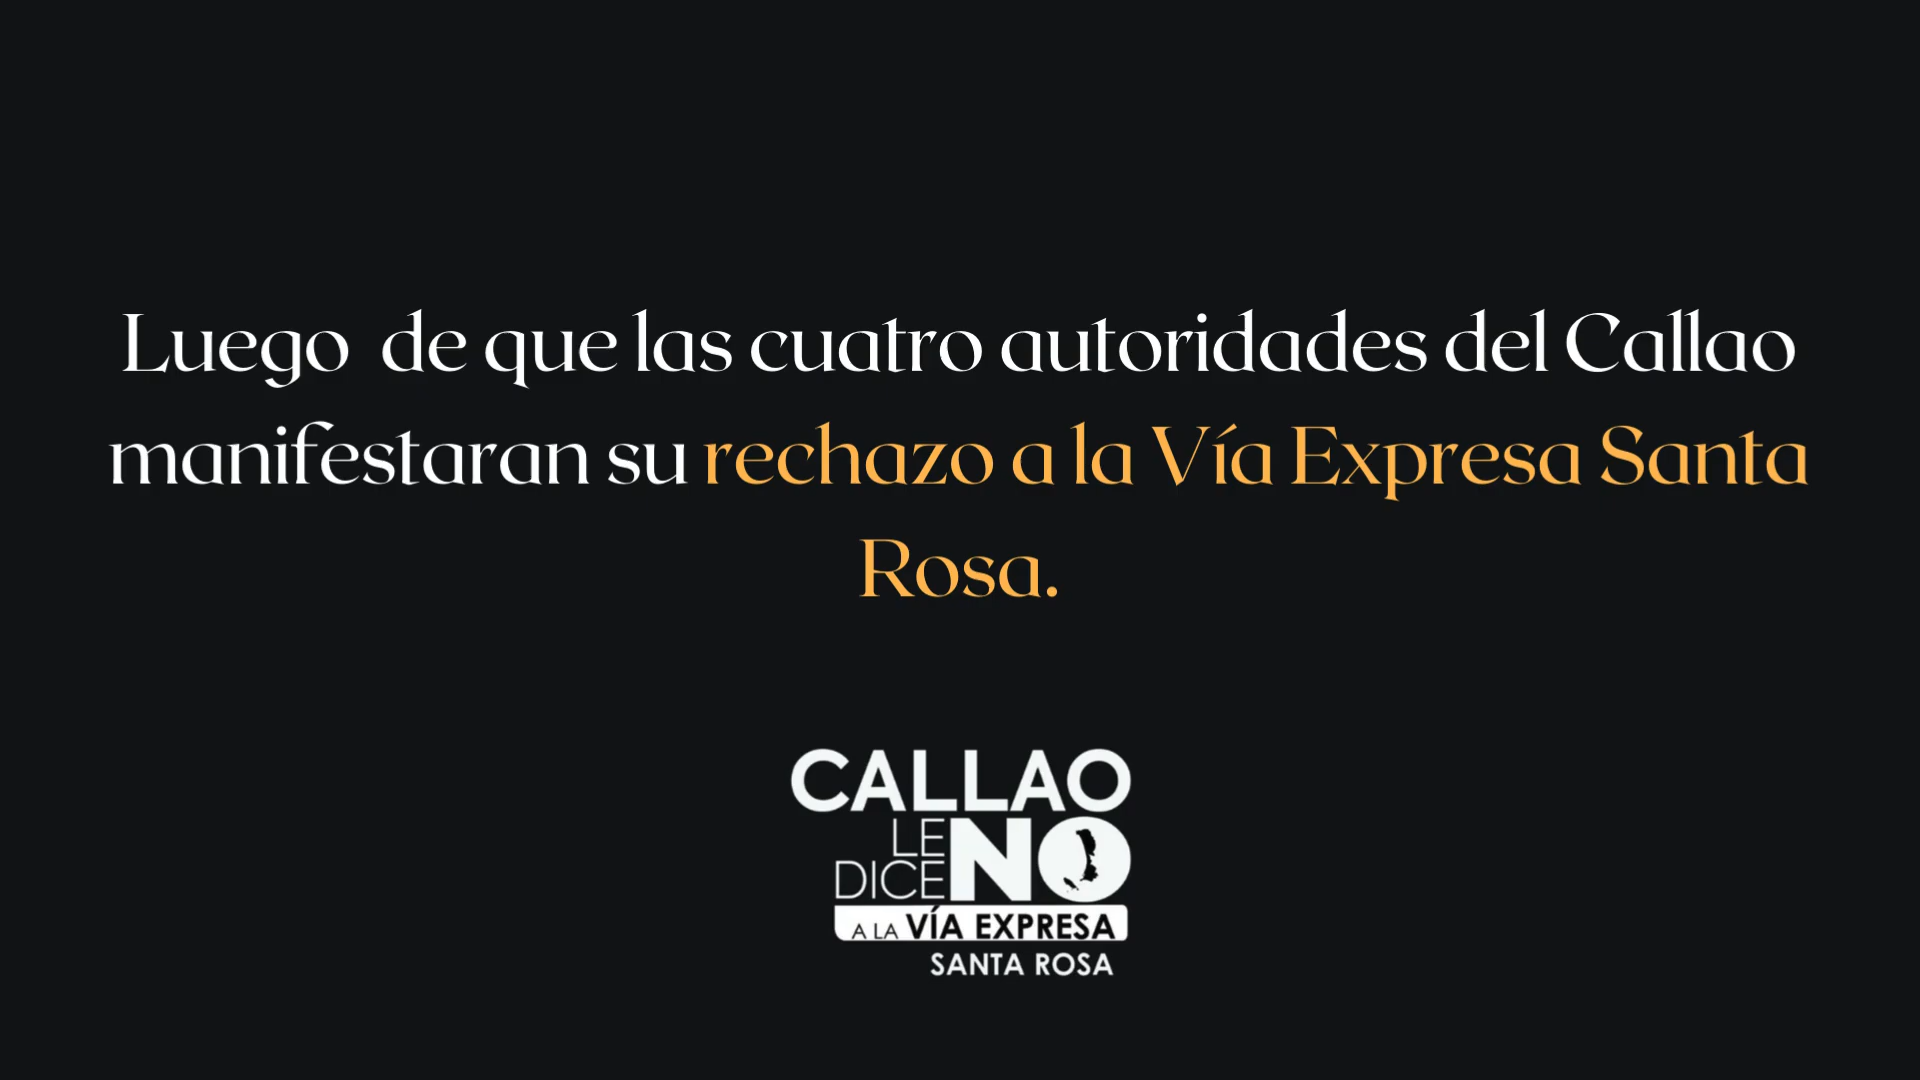 Luego  de que las cuatro autoridades del Callao
manifestaran su rechazo a la Vía Expresa Santa
Rosa.
CALLAO
LE
DICE NO
A LA VÍA EXPRESA
SANTA ROSA